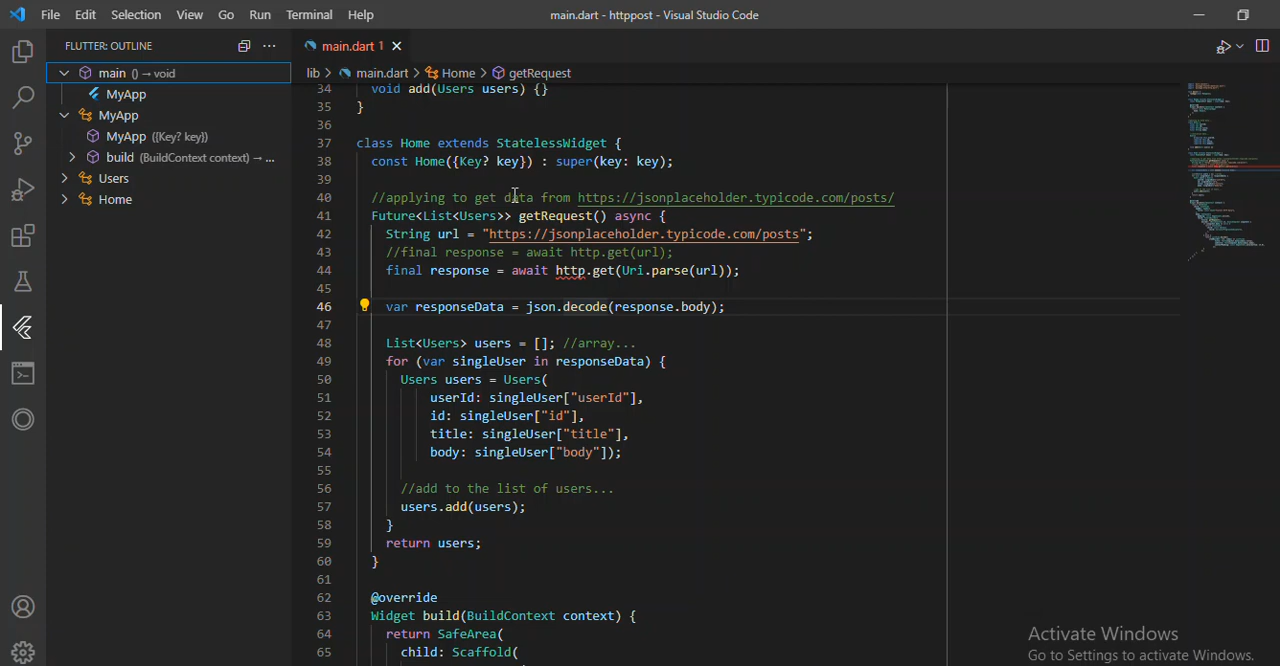 File Edit Selection View Go Run Terminal Help main.dart - httppost - Visual Studio Code
FLUTTER: OUTLINE
main () → void
MyApp
MyApp
MyApp ({Key? key})
build (BuildContext context) → ...
Users
Home
main.dart 1
lib > main.dart > Home > getRequest
34 void add(Users users) {}
35 }
36
37 class Home extends StatelessWidget {
38 const Home({Key? key}) : super(key: key);
39
40 //applying to get data from https://jsonplaceholder.typicode.com/posts/
41 Future<List<Users>> getRequest() async {
42 String url = "https://jsonplaceholder.typicode.com/posts";
43 //final response = await http.get(url);
44 final response = await http.get(Uri.parse(url));
45
46 var responseData = json.decode(response.body);
47
48 List<Users> users = []; //array...
49 for (var singleUser in responseData) {
50 Users users = Users(
51 userId: singleUser["userId"],
52 id: singleUser["id"],
53 title: singleUser["title"],
54 body: singleUser["body"]);
55
56 //add to the list of users...
57 users.add(users);
58 }
59 return users;
60 }
61
62 @override
63 Widget build(BuildContext context) {
64 return SafeArea(
65 child: Scaffold(
Activate Windows
Go to Settings to activate Windows.